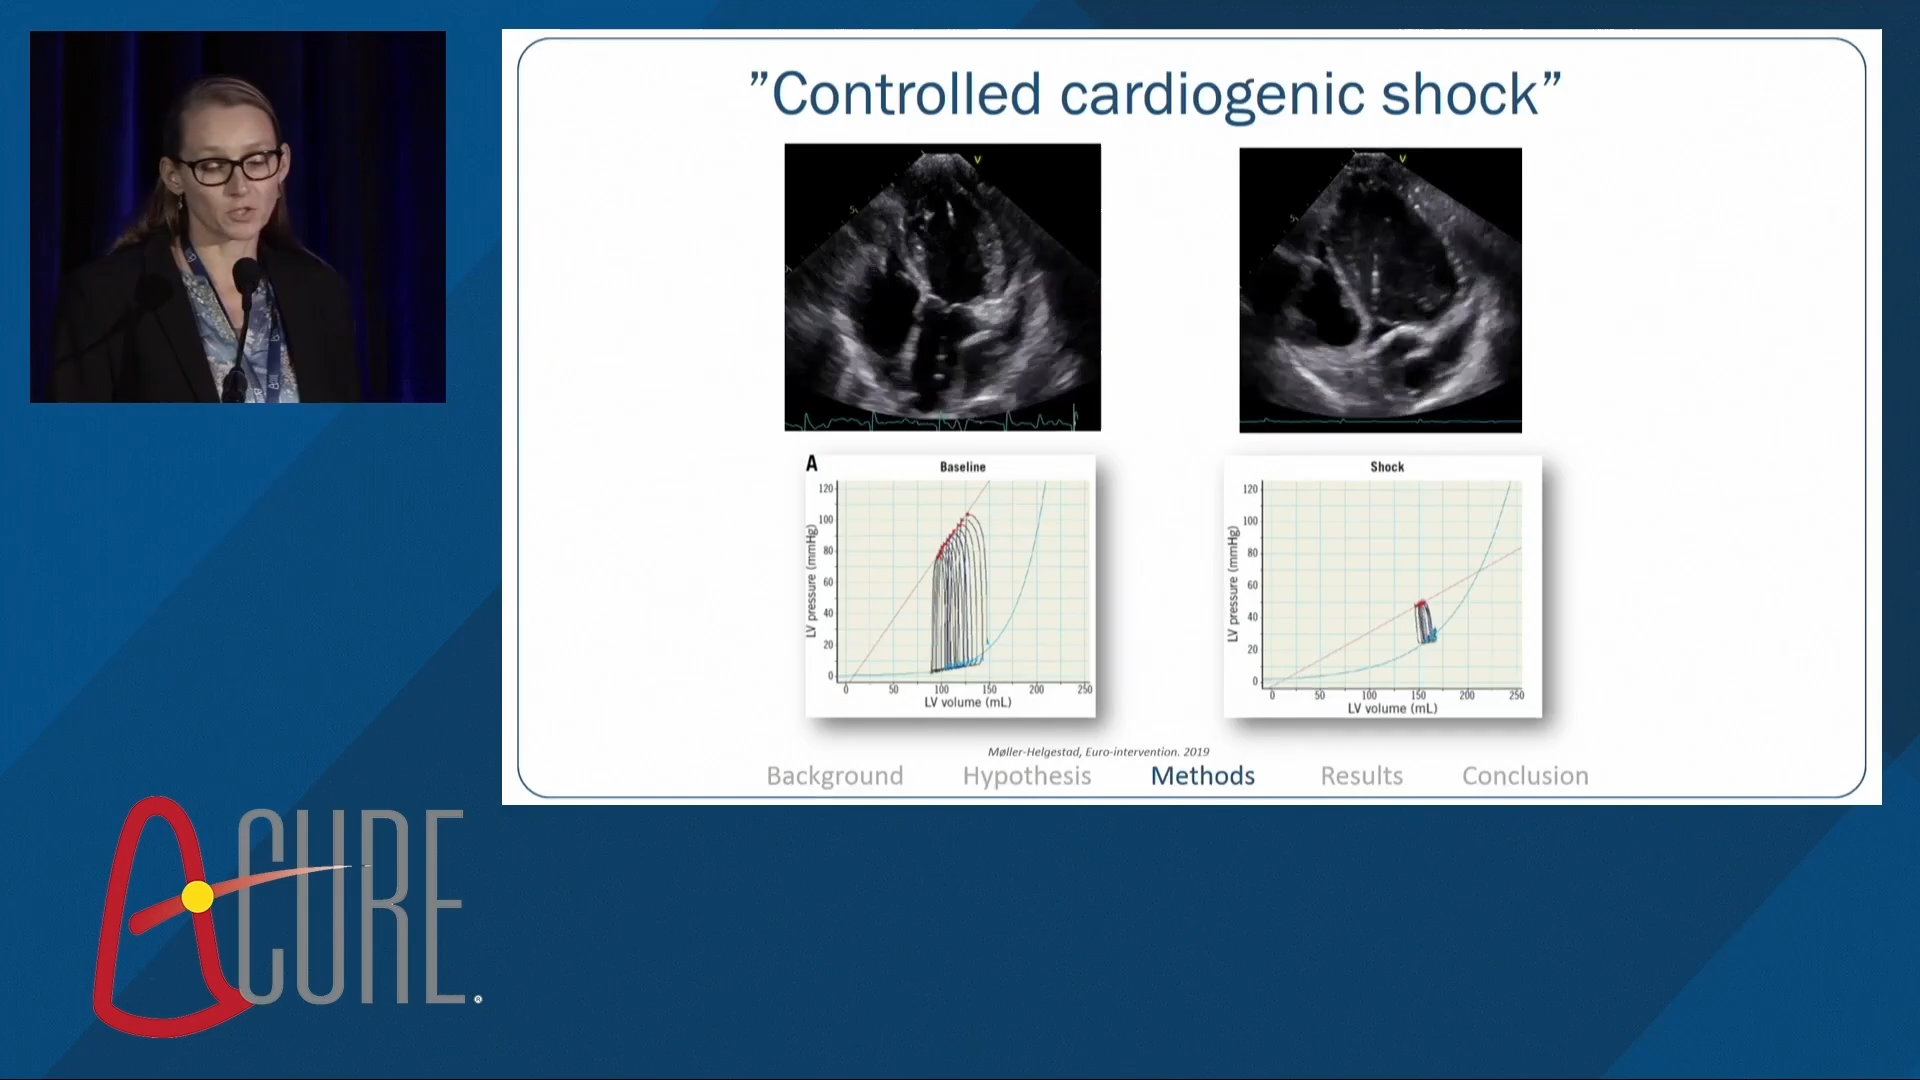 ”Controlled cardiogenic shock”
V
5
V
5
A
Baseline
120
100
80
60
40
20
0
LV pressure (mmHg)
0 50 100 150 200 250
LV volume (mL)
Shock
120
100
80
60
40
20
0
LV pressure (mmHg)
0 50 100 150 200 250
LV volume (mL)
Møller-Helgestad, Euro-intervention. 2019
Background Hypothesis Methods Results Conclusion
ACURE®